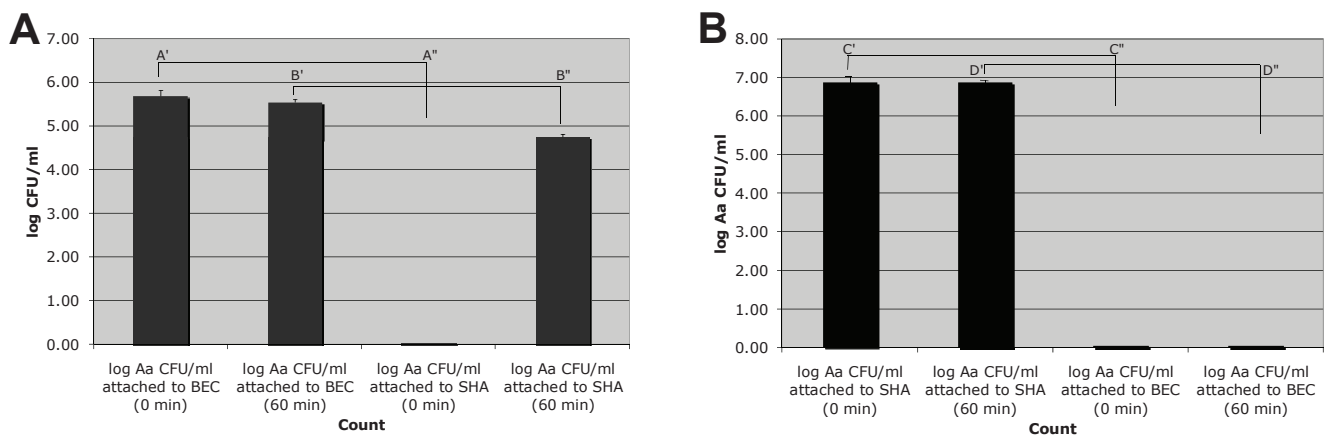 A
log CFU/ml
7.00
6.00
5.00
4.00
3.00
2.00
1.00
0.00
A'
A"
B'
B"
log Aa CFU/ml
attached to BEC
(0 min)
log Aa CFU/ml
attached to BEC
(60 min)
log Aa CFU/ml
attached to SHA
(0 min)
log Aa CFU/ml
attached to SHA
(60 min)
Count
B
log Aa CFU/ml
8.00
7.00
6.00
5.00
4.00
3.00
2.00
1.00
0.00
C'
C"
D'
D"
log Aa CFU/ml
attached to SHA
(0 min)
log Aa CFU/ml
attached to SHA
(60 min)
log Aa CFU/ml
attached to BEC
(0 min)
log Aa CFU/ml
attached to BEC
(60 min)
Count